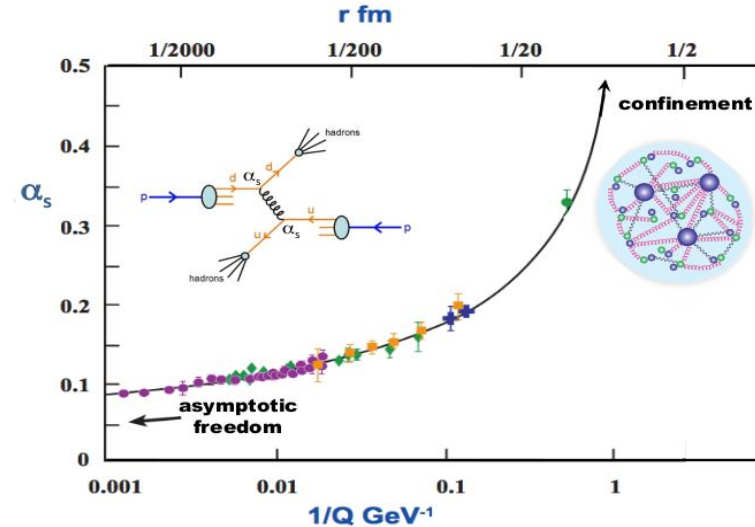 r fm
1/2000 1/200 1/20 1/2
0.5
confinement
hadrons
0.4
αs
d
d
αs
p
0.3
u
αs
u
p
hadrons
0.2
0.1
asymptotic
freedom
0
0.001 0.01 0.1 1
1/Q GeV-1
αs